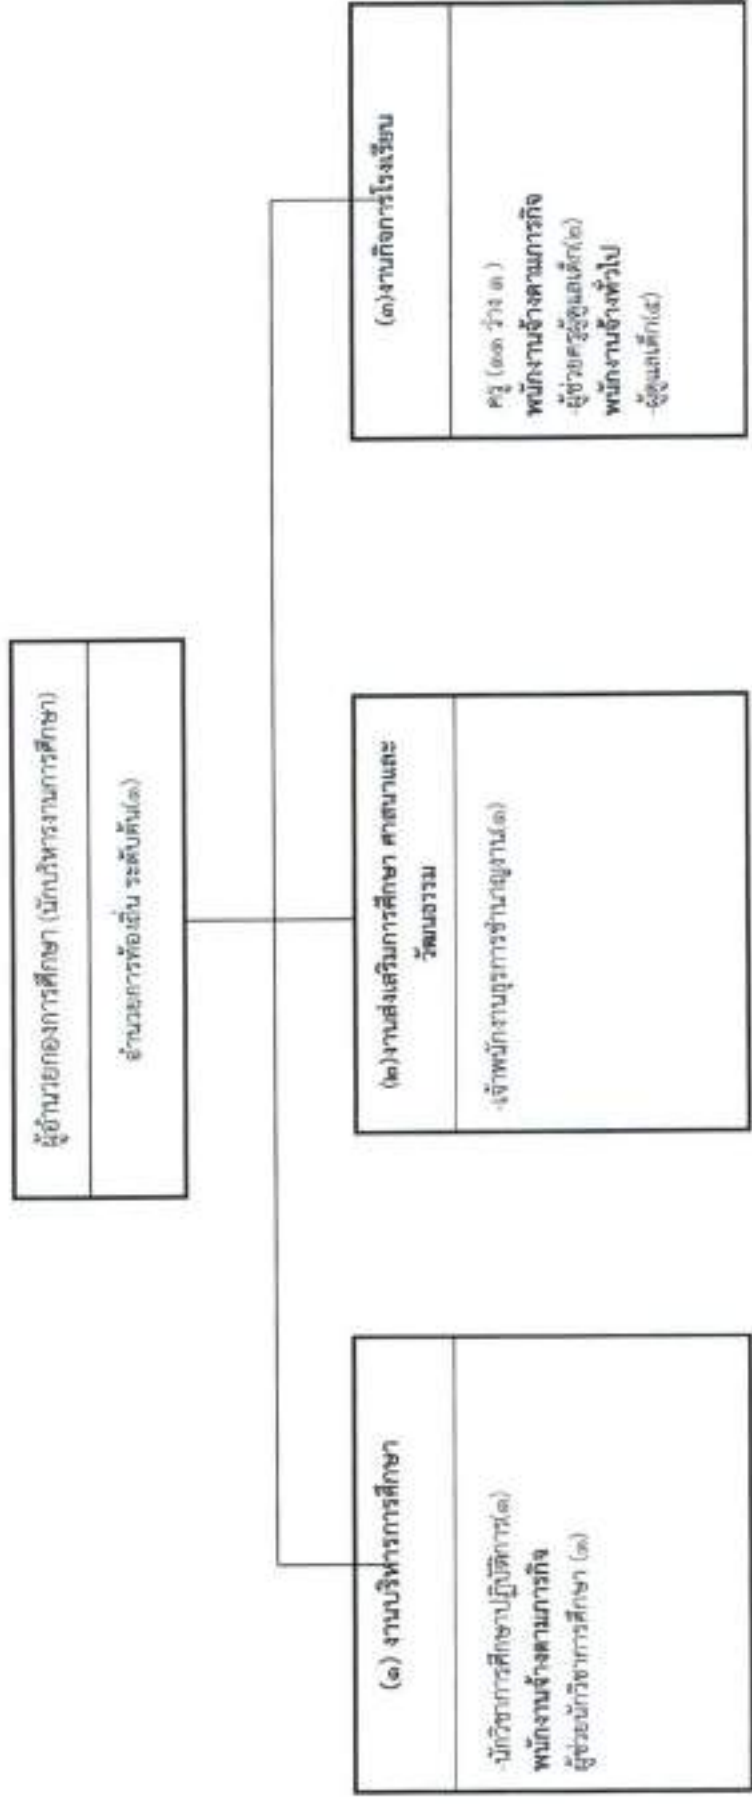 ผู้อำนวยกองการศึกษา (นักบริหารงานการศึกษา)
อำนวยการท้องถิ่น ระดับต้น(๑)
(๑) งานบริหารการศึกษา
-นักวิชาการศึกษาปฏิบัติการ(๑)
พนักงานจ้างตามภารกิจ
ผู้ช่วยนักวิชาการศึกษา (๑)
(๒)งานส่งเสริมการศึกษา ศาสนาและ
วัฒนธรรม
-เจ้าพนักงานธุรการชำนาญงาน(๑)
(๓)งานกิจการโรงเรียน
ครู (๑๓ ว่าง ๓ )
พนักงานจ้างตามภารกิจ
-ผู้ช่วยครูผู้ดูแลเด็ก(๒)
พนักงานจ้างทั่วไป
-ผู้ดูแลเด็ก(๕)